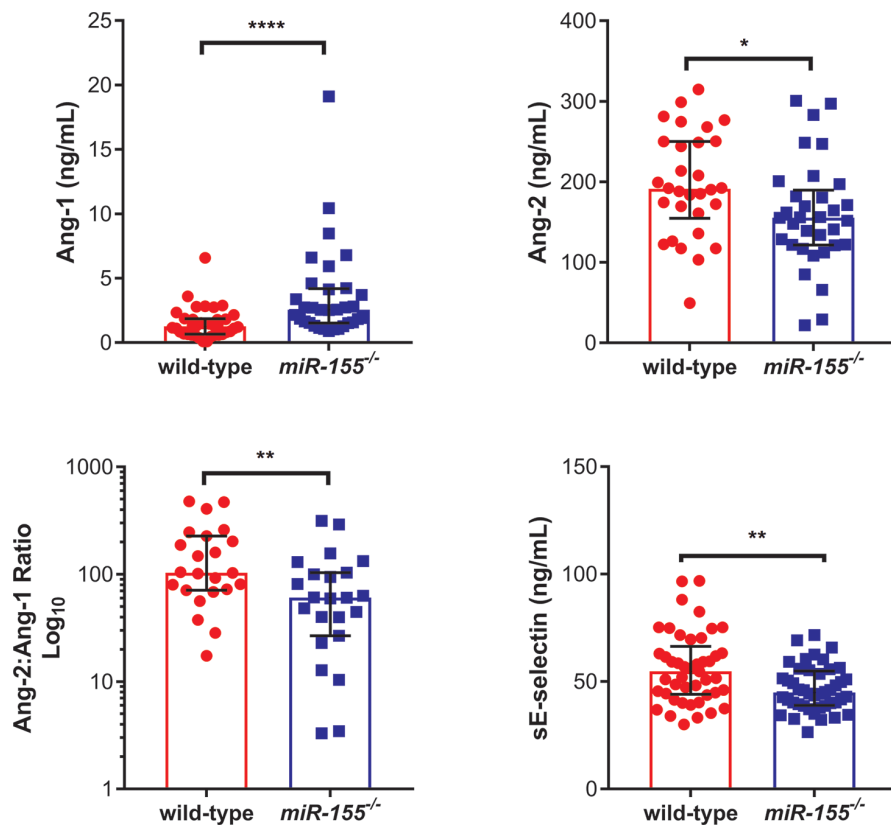 25
20
15
10
5
0
Ang-1 (ng/mL)
****
wild-type
miR-155-/-
400
300
200
100
0
Ang-2 (ng/mL)
*
wild-type
miR-155-/-
1000
100
10
1
Ang-2:Ang-1 Ratio
Log10
**
wild-type
miR-155-/-
150
100
50
0
sE-selectin (ng/mL)
**
wild-type
miR-155-/-